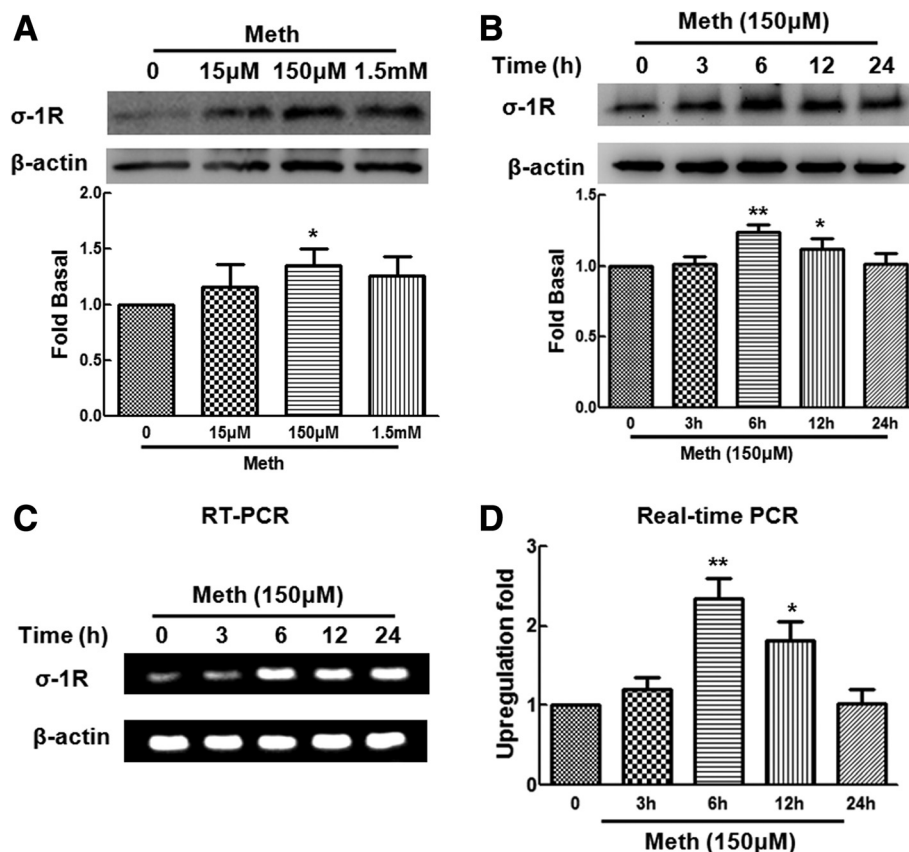 A
Meth
0 15μM 150μM 1.5mM
σ-1R
β-actin
2.0
1.5
1.0
0.5
0.0
Fold Basal
0 15μM 150μM 1.5mM
*
Meth
B
Meth (150μM)
Time (h) 0 3 6 12 24
σ-1R
β-actin
1.5
1.0
0.5
0.0
Fold Basal
**
*
0 3h 6h 12h 24h
Meth (150μM)
C
RT-PCR
Meth (150μM)
Time (h) 0 3 6 12 24
σ-1R
β-actin
D
Real-time PCR
3
2
1
0
Upregulation fold
**
*
0 3h 6h 12h 24h
Meth (150μM)